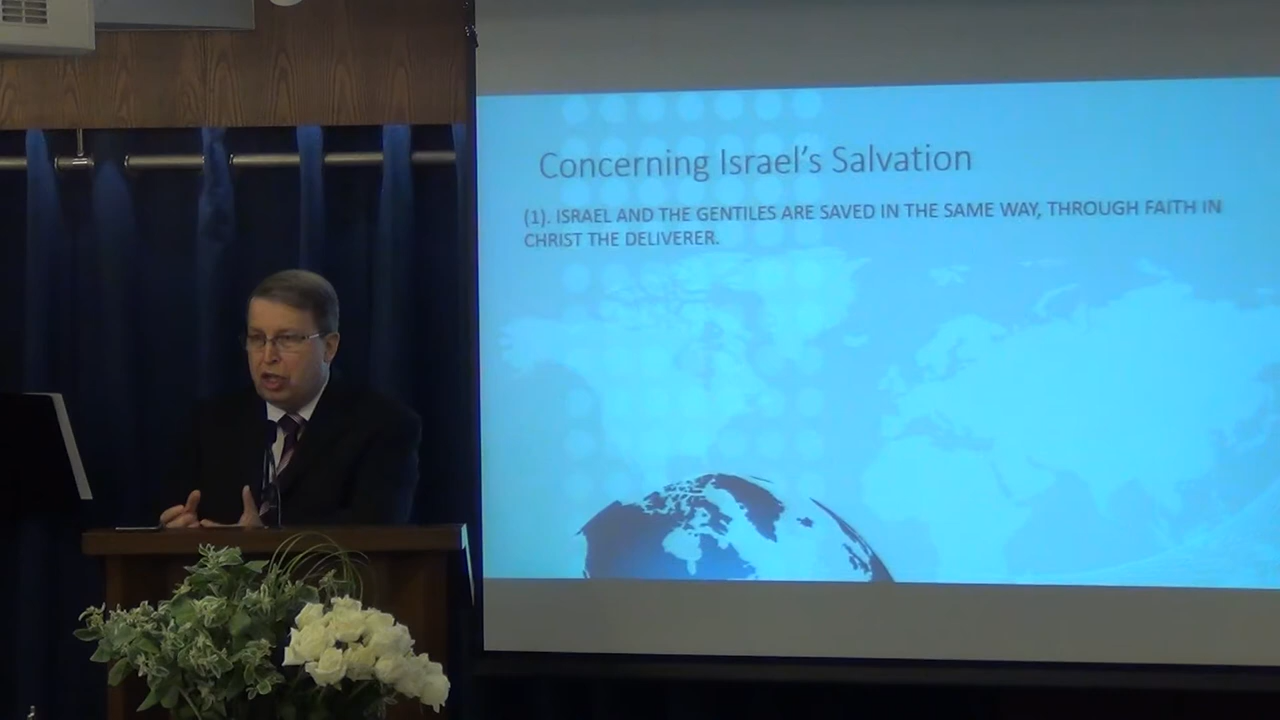 Concerning Israel's Salvation
(1). ISRAEL AND THE GENTILES ARE SAVED IN THE SAME WAY, THROUGH FAITH IN
CHRIST THE DELIVERER.